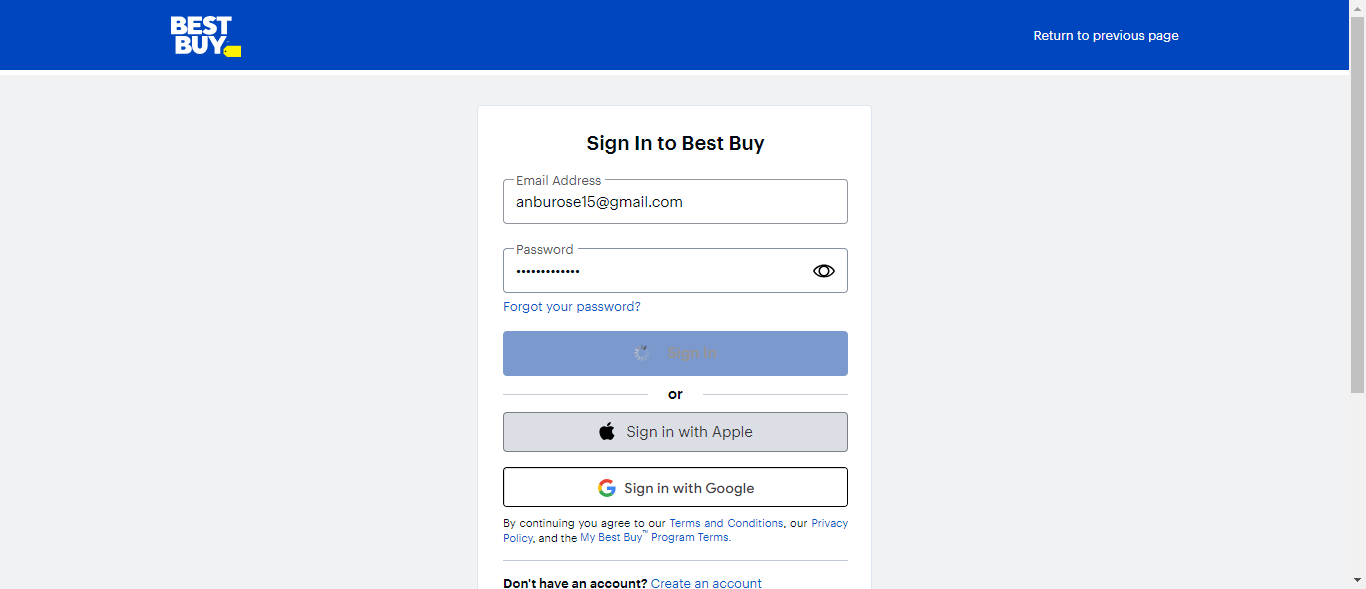 BEST
BUY
Return to previous page
Sign In to Best Buy
Email Address
anburose15@gmail.com
Password
•••••••••••••
Forgot your password?
Sign In
or
Sign in with Apple
Sign in with Google
By continuing you agree to our Terms and Conditions, our Privacy
Policy, and the My Best Buy™ Program Terms.
Don't have an account? Create an account